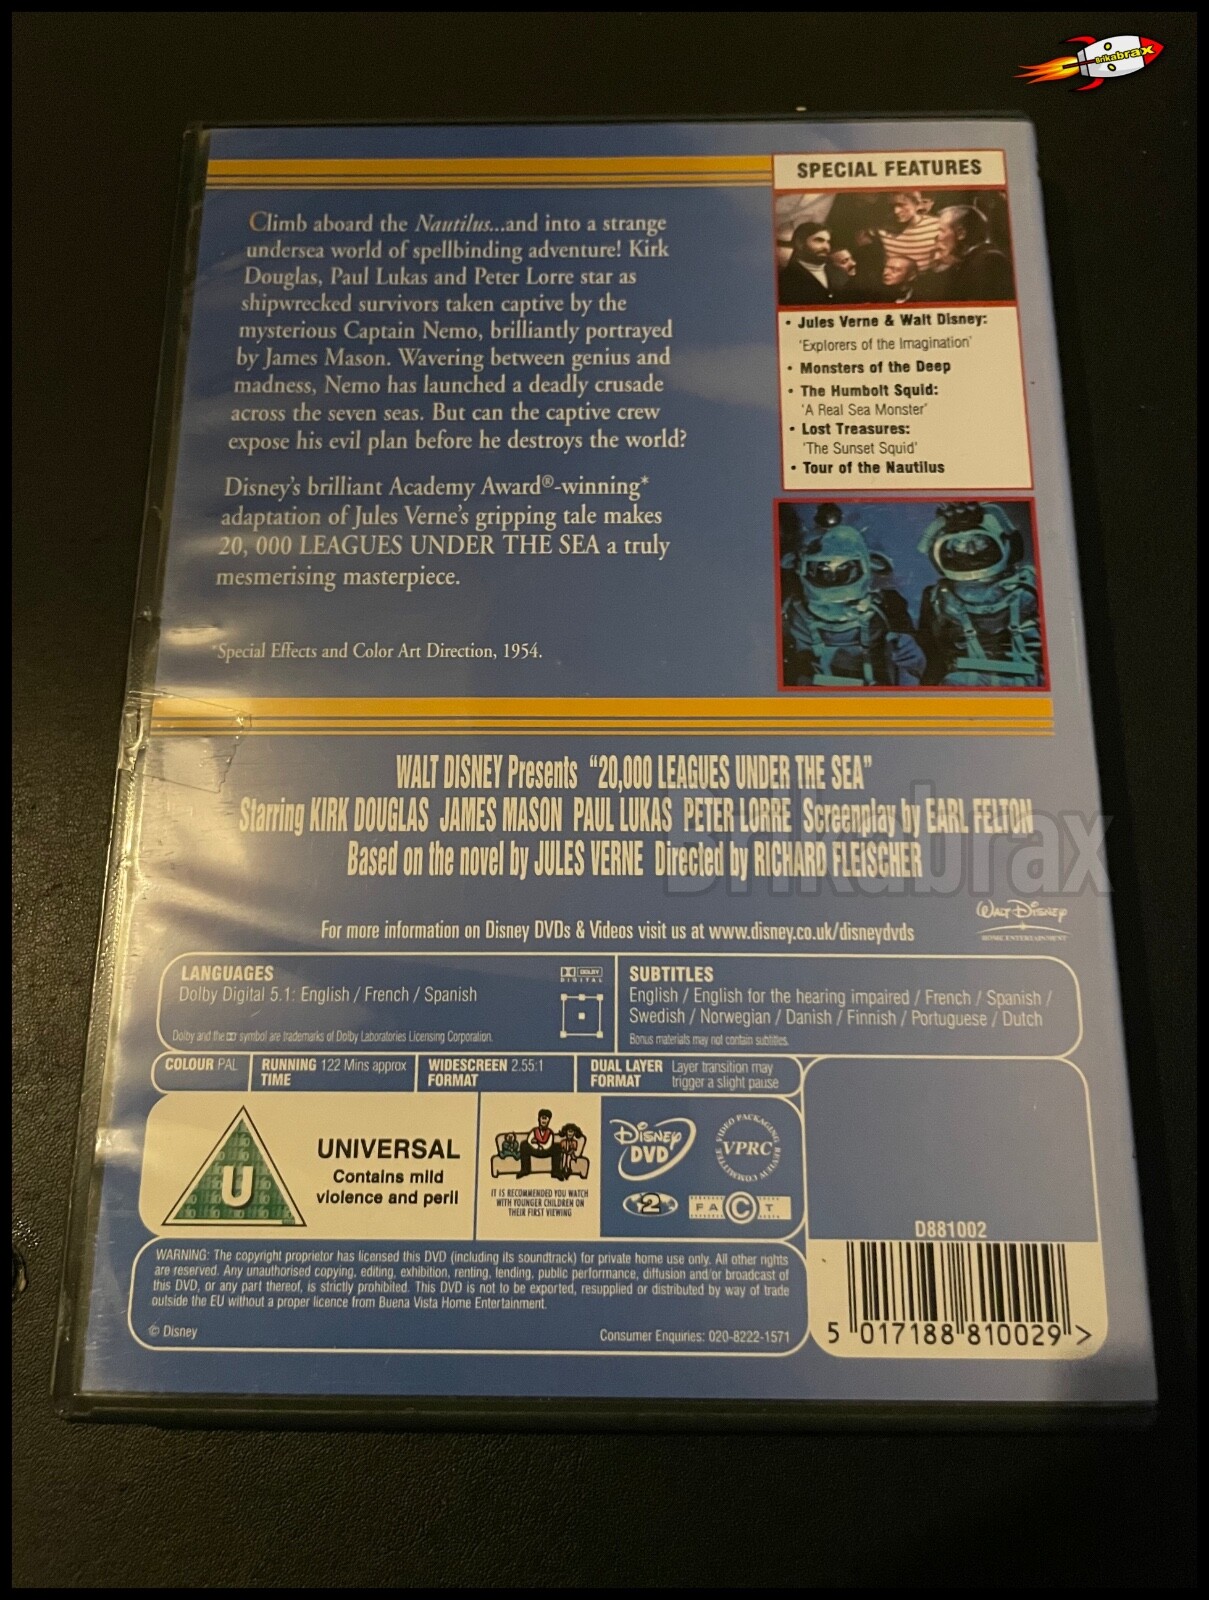 Brikabrax
SPECIAL FEATURES
Climb aboard the Nautilus...and into a strange
undersea world of spellbinding adventure! Kirk
Douglas, Paul Lukas and Peter Lorre star as
shipwrecked survivors taken captive by the
mysterious Captain Nemo, brilliantly portrayed
by James Mason. Wavering between genius and
madness, Nemo has launched a deadly crusade
across the seven seas. But can the captive crew
expose his evil plan before he destroys the world?
Disney's brilliant Academy Award®-winning*
adaptation of Jules Verne's gripping tale makes
20, 000 LEAGUES UNDER THE SEA a truly
mesmerising masterpiece.
*Special Effects and Color Art Direction, 1954.
• Jules Verne & Walt Disney:
'Explorers of the Imagination'
• Monsters of the Deep
• The Humbolt Squid:
'A Real Sea Monster'
• Lost Treasures:
'The Sunset Squid'
• Tour of the Nautilus
WALT DISNEY Presents "20,000 LEAGUES UNDER THE SEA"
Starring KIRK DOUGLAS JAMES MASON PAUL LUKAS PETER LORRE Screenplay by EARL FELTON
Based on the novel by JULES VERNE Directed by RICHARD FLEISCHER
Brikabrax
For more information on Disney DVDs & Videos visit us at www.disney.co.uk/disneydvds
WALT DISNEY
HOME ENTERTAINMENT
LANGUAGES
Dolby Digital 5.1: English / French / Spanish
Dolby and the DD symbol are trademarks of Dolby Laboratories Licensing Corporation.
DOLBY
DIGITAL
SUBTITLES
English / English for the hearing impaired / French / Spanish /
Swedish / Norwegian / Danish / Finnish / Portuguese / Dutch
Bonus materials may not contain subtitles.
COLOUR PAL
RUNNING 122 Mins approx
TIME
WIDESCREEN 2.55:1
FORMAT
DUAL LAYER Layer transition may
FORMAT trigger a slight pause
U
UNIVERSAL
Contains mild
violence and peril
IT IS RECOMMENDED YOU WATCH
WITH YOUNGER CHILDREN ON
THEIR FIRST VIEWING
DISNEY
DVD
VIDEO PACKAGING REVIEW COMMITTEE
VPRC
2
FACT
D881002
5 017188 810029 >
WARNING: The copyright proprietor has licensed this DVD (including its soundtrack) for private home use only. All other rights
are reserved. Any unauthorised copying, editing, exhibition, renting, lending, public performance, diffusion and/or broadcast of
this DVD, or any part thereof, is strictly prohibited. This DVD is not to be exported, resupplied or distributed by way of trade
outside the EU without a proper licence from Buena Vista Home Entertainment.
© Disney
Consumer Enquiries: 020-8222-1571